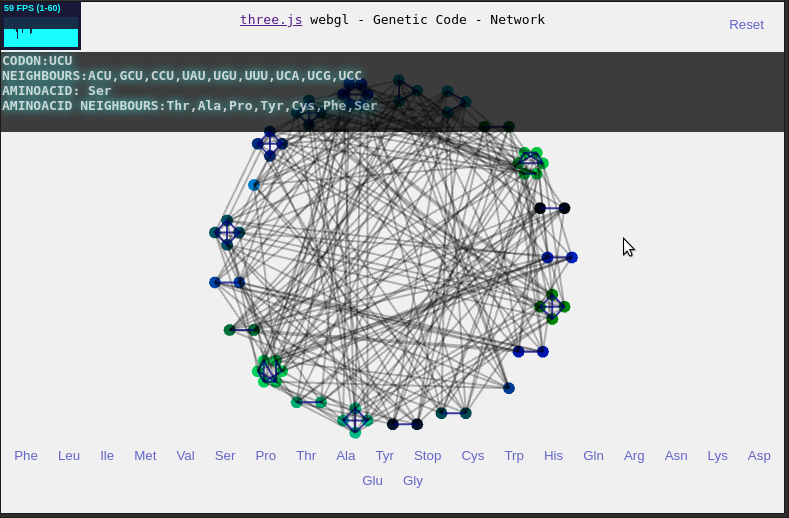 59 FPS (1-60)
three.js webgl - Genetic Code - Network
Reset
CODON:UCU
NEIGHBOURS:ACU,GCU,CCU,UAU,UGU,UUU,UCA,UCG,UCC
AMINOACID: Ser
AMINOACID NEIGHBOURS:Thr,Ala,Pro,Tyr,Cys,Phe,Ser
Phe Leu Ile Met Val Ser Pro Thr Ala Tyr Stop Cys Trp His Gln Arg Asn Lys Asp
Glu Gly